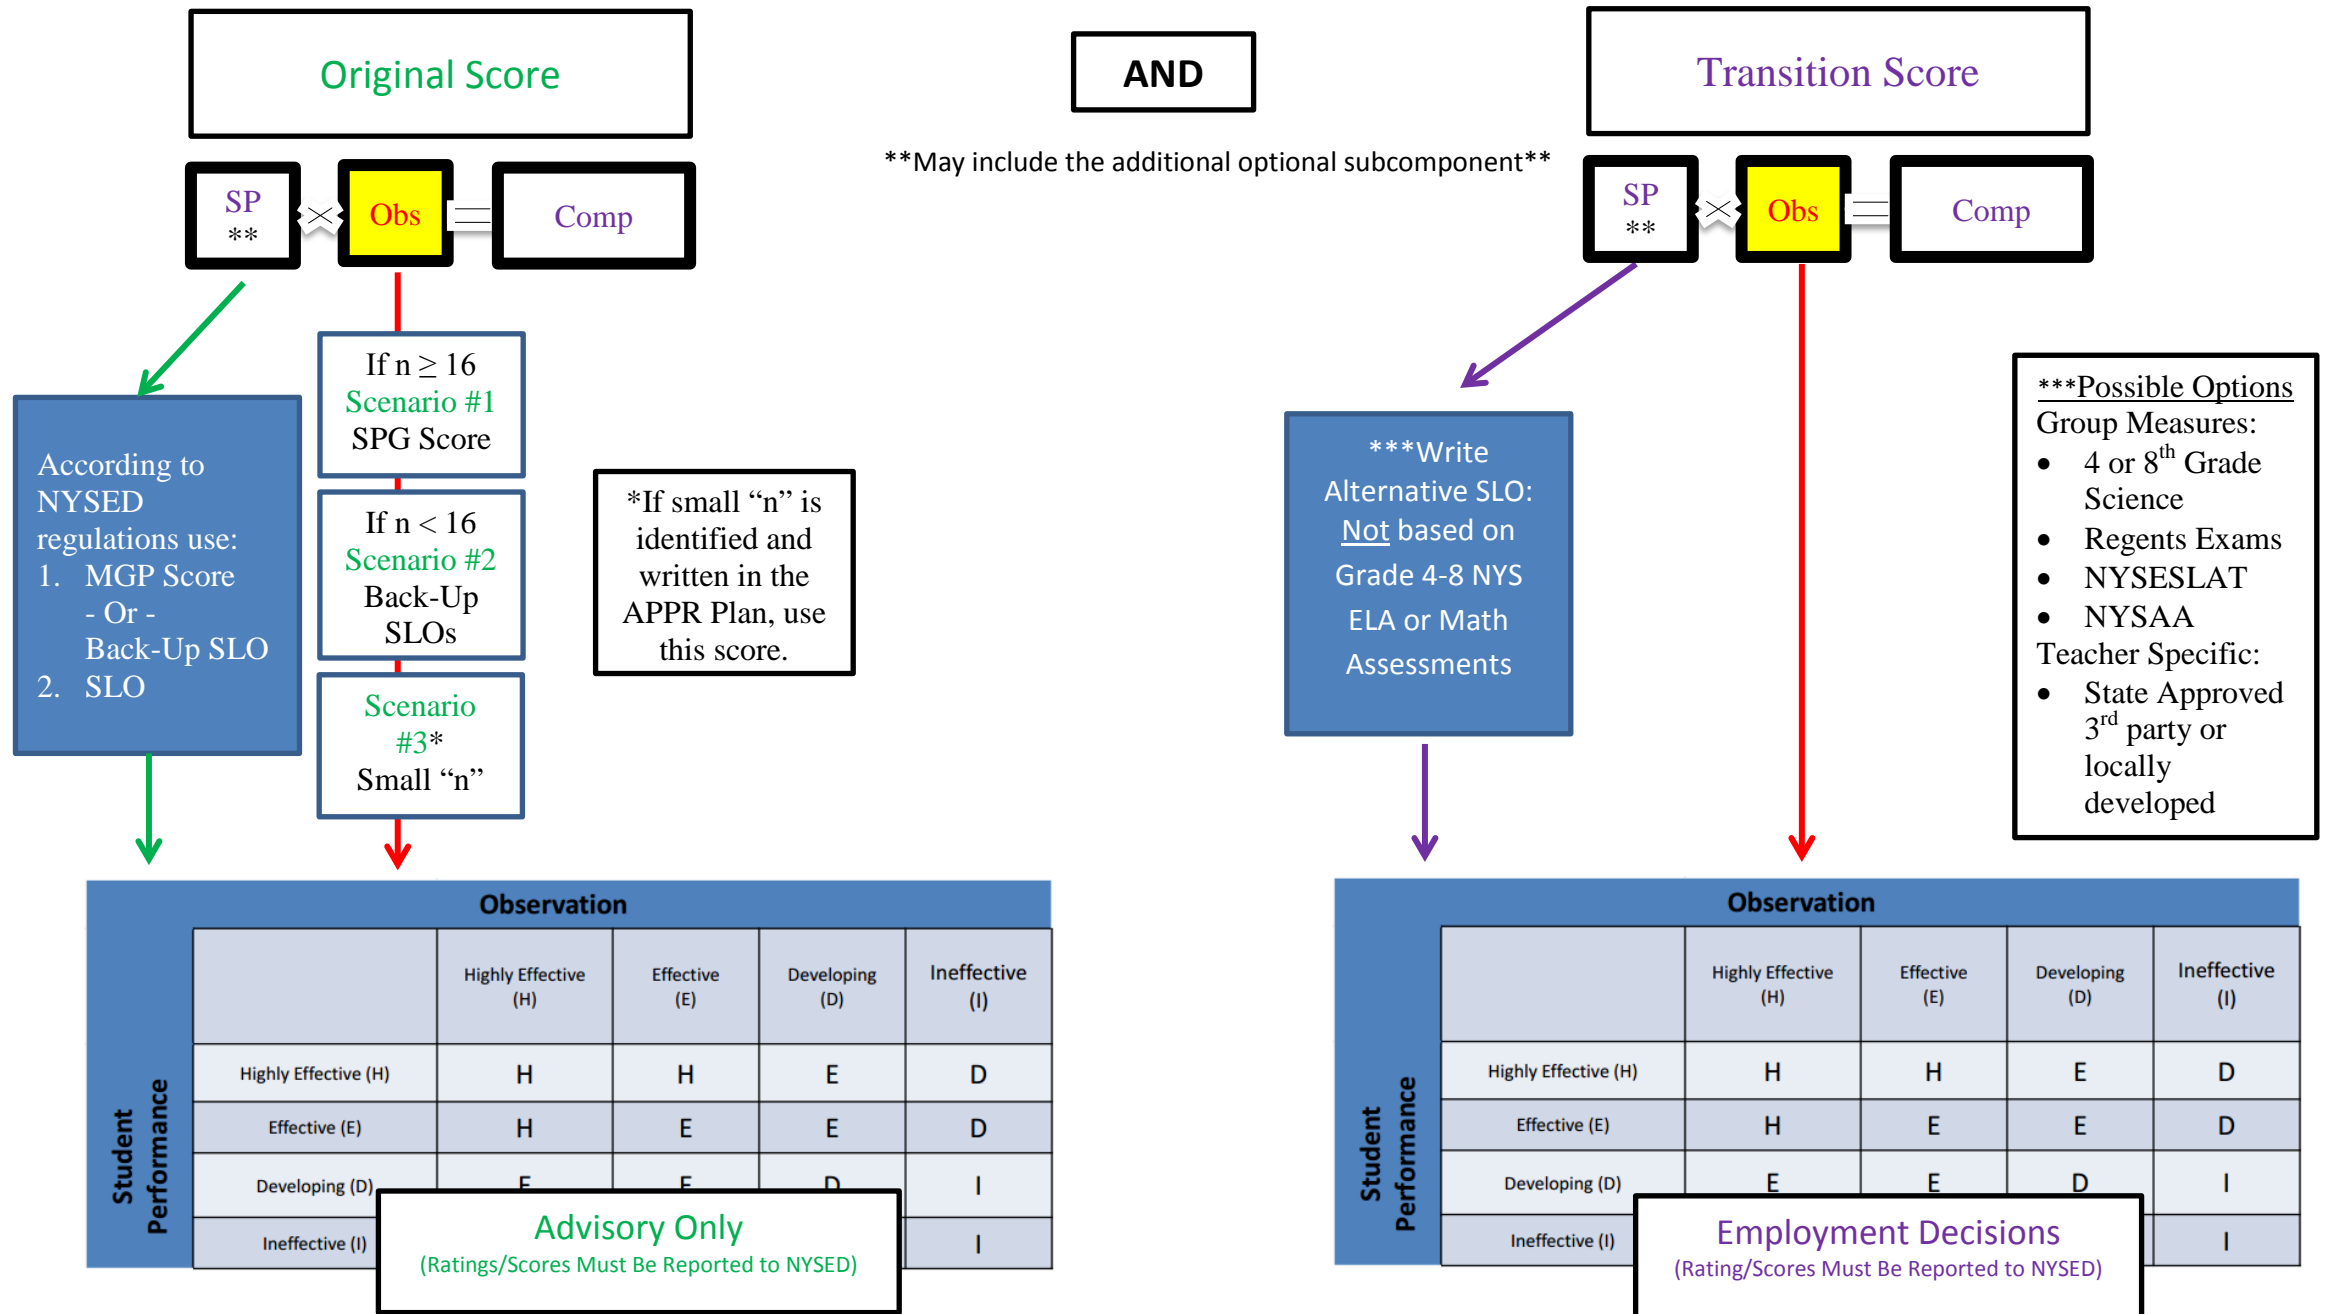 Original Score
AND
Transition Score
**May include the additional optional subcomponent**
SP
**
×
Obs
=
Comp
SP
**
×
Obs
=
Comp
According to
NYSED
regulations use:
1. MGP Score
- Or -
Back-Up SLO
2. SLO
If n ≥ 16
Scenario #1
SPG Score
If n < 16
Scenario #2
Back-Up
SLOs
Scenario
#3*
Small “n”
*If small “n” is
identified and
written in the
APPR Plan, use
this score.
***Write
Alternative SLO:
Not based on
Grade 4-8 NYS
ELA or Math
Assessments
***Possible Options
Group Measures:
• 4 or 8th Grade
Science
• Regents Exams
• NYSESLAT
• NYSAA
Teacher Specific:
• State Approved
3rd party or
locally
developed
Observation
Student
Performance
Highly Effective
(H)
Effective
(E)
Developing
(D)
Ineffective
(I)
Highly Effective (H) H H E D
Effective (E) H E E D
Developing (D) E E D I
Ineffective (I) I
Advisory Only
(Ratings/Scores Must Be Reported to NYSED)
Observation
Student
Performance
Highly Effective
(H)
Effective
(E)
Developing
(D)
Ineffective
(I)
Highly Effective (H) H H E D
Effective (E) H E E D
Developing (D) E E D I
Ineffective (I) I
Employment Decisions
(Rating/Scores Must Be Reported to NYSED)